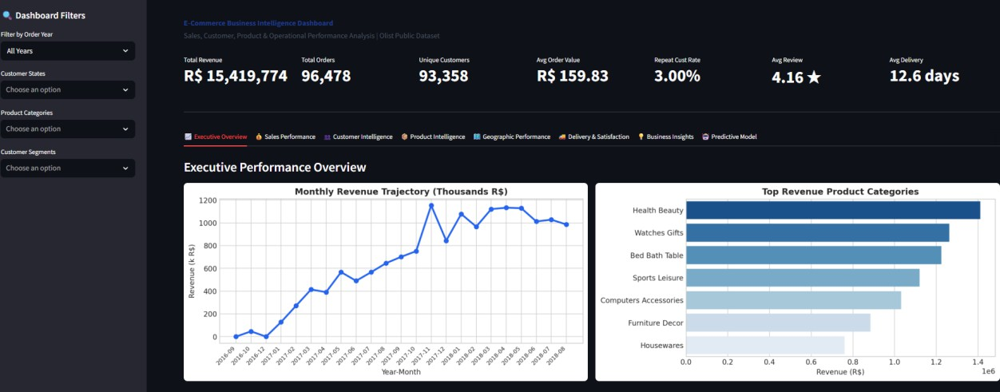 Dashboard Filters
Filter by Order Year
All Years
Customer States
Choose an option
Product Categories
Choose an option
Customer Segments
Choose an option
E-Commerce Business Intelligence Dashboard
Sales, Customer, Product & Operational Performance Analysis | Olist Public Dataset
Total Revenue
R$ 15,419,774
Total Orders
96,478
Unique Customers
93,358
Avg Order Value
R$ 159.83
Repeat Cust Rate
3.00%
Avg Review
4.16 ★
Avg Delivery
12.6 days
Executive Overview
Sales Performance
Customer Intelligence
Product Intelligence
Geographic Performance
Delivery & Satisfaction
Business Insights
Predictive Model
Executive Performance Overview
Monthly Revenue Trajectory (Thousands R$)
Revenue (k R$)
1200
1000
800
600
400
200
0
2016-09
2016-10
2016-12
2017-01
2017-02
2017-03
2017-04
2017-05
2017-06
2017-07
2017-08
2017-09
2017-10
2017-11
2017-12
2018-01
2018-02
2018-03
2018-04
2018-05
2018-06
2018-07
2018-08
Year-Month
Top Revenue Product Categories
Health Beauty
Watches Gifts
Bed Bath Table
Sports Leisure
Computers Accessories
Furniture Decor
Housewares
0.0
0.2
0.4
0.6
0.8
1.0
1.2
1.4
1e6
Revenue (R$)